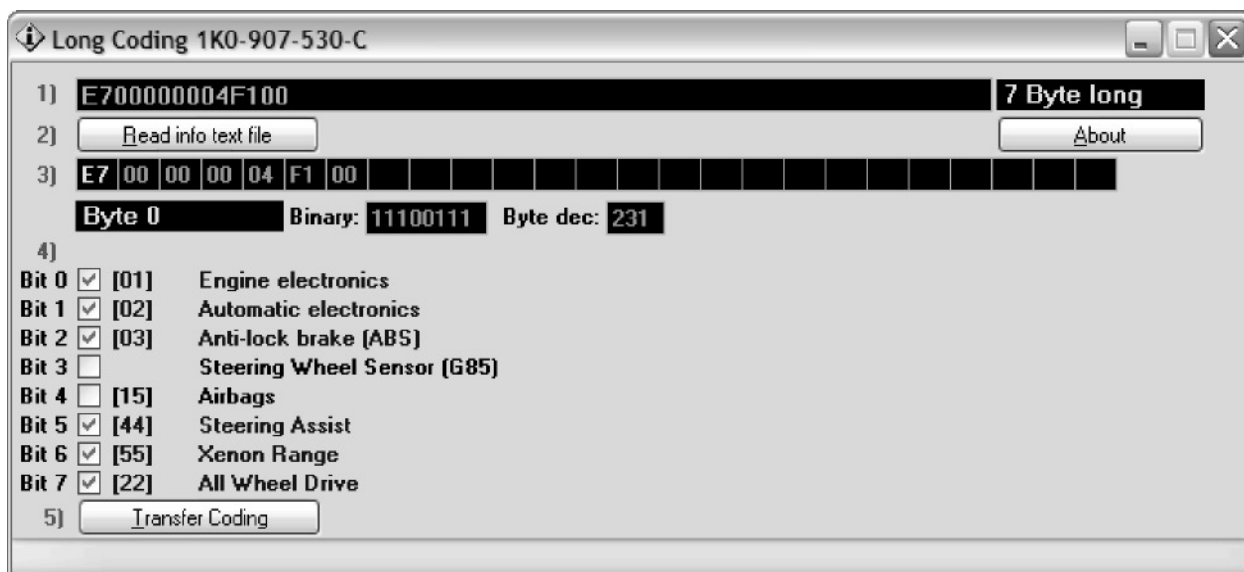 Long Coding 1K0-907-530-C
1) E700000004F100 7 Byte long
2) Read info text file About
3) E7 00 00 00 04 F1 00
Byte 0 Binary: 11100111 Byte dec: 231
4)
Bit 0 [01] Engine electronics
Bit 1 [02] Automatic electronics
Bit 2 [03] Anti-lock brake (ABS)
Bit 3 Steering Wheel Sensor (G85)
Bit 4 [15] Airbags
Bit 5 [44] Steering Assist
Bit 6 [55] Xenon Range
Bit 7 [22] All Wheel Drive
5) Transfer Coding